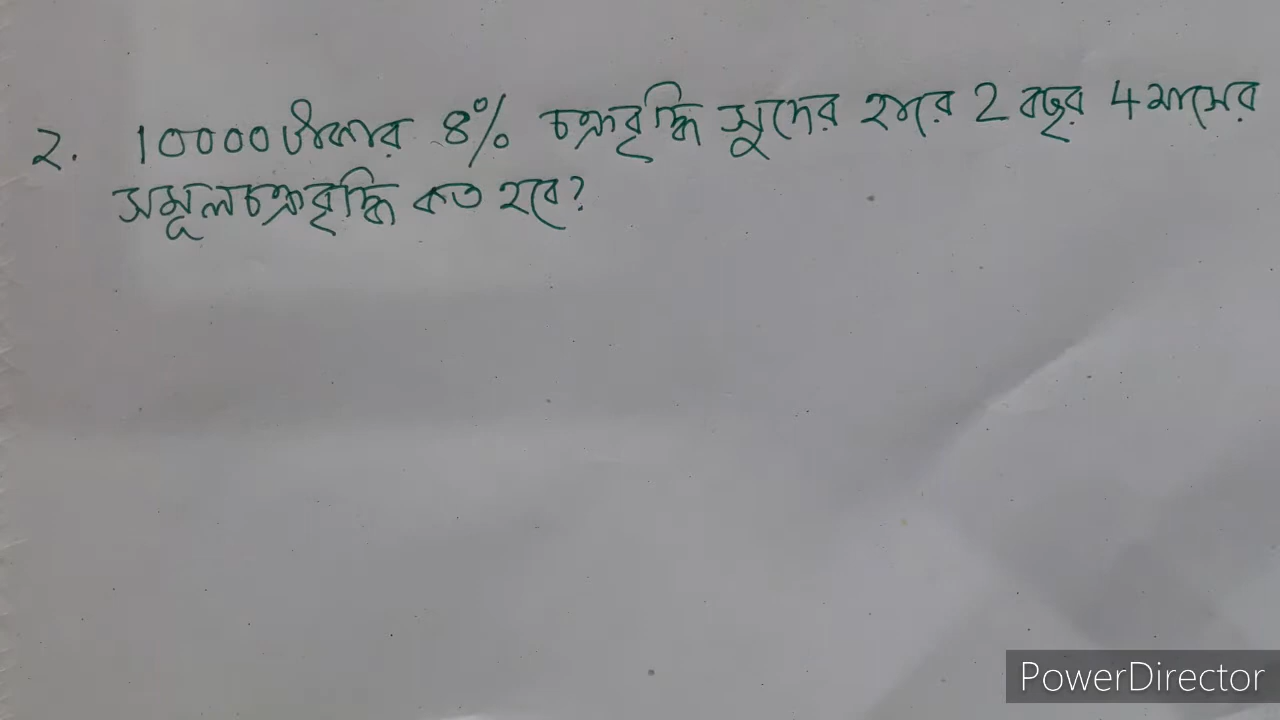 ২. 10000 টাকার 8% চক্রবৃদ্ধি সুদের হারে 2 বছর 4 মাসের
সমূলচক্রবৃদ্ধি কত হবে?
PowerDirector